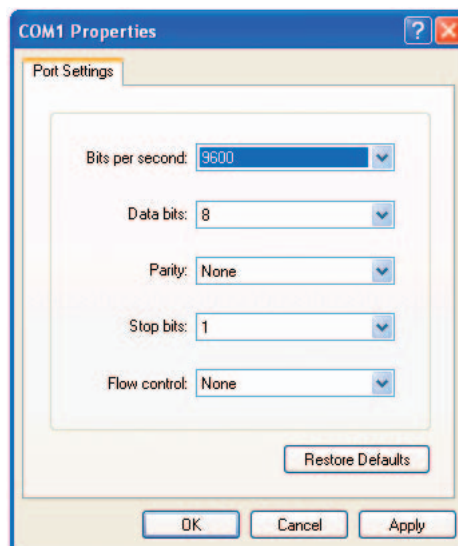 COM1 Properties
Port Settings
Bits per second: 9600
Data bits: 8
Parity: None
Stop bits: 1
Flow control: None
Restore Defaults
OK Cancel Apply